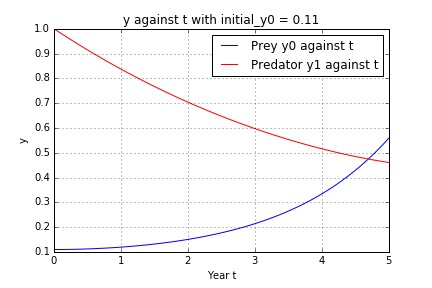 y against t with initial_y0 = 0.11
Prey y0 against t
Predator y1 against t
y
1.0
0.9
0.8
0.7
0.6
0.5
0.4
0.3
0.2
0.1
0 1 2 3 4 5
Year t